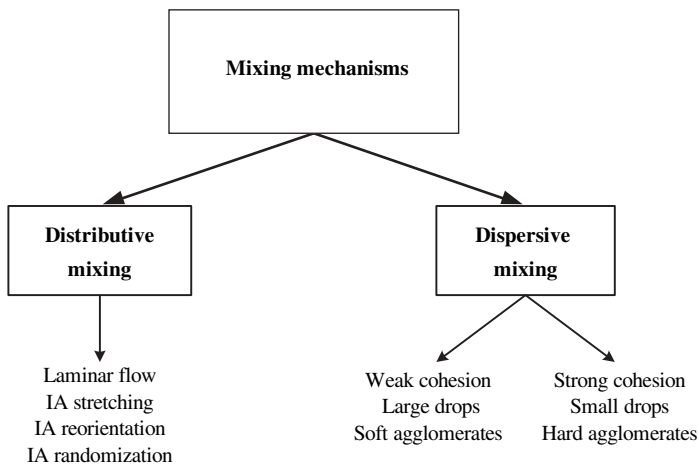 Mixing mechanisms
Distributive
mixing
Dispersive
mixing
Laminar flow
IA stretching
IA reorientation
IA randomization
Weak cohesion
Large drops
Soft agglomerates
Strong cohesion
Small drops
Hard agglomerates